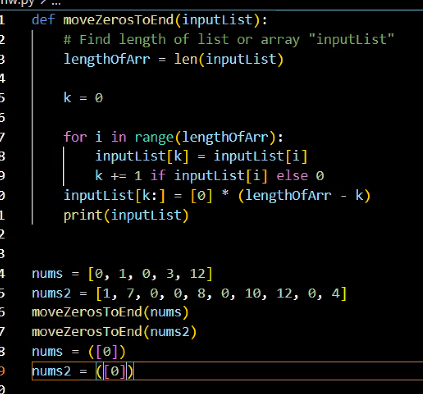 nw.py > ...
1 def moveZerosToEnd(inputList):
2     # Find length of list or array "inputList"
3     lengthOfArr = len(inputList)
4
5     k = 0
6
7     for i in range(lengthOfArr):
8         inputList[k] = inputList[i]
9         k += 1 if inputList[i] else 0
0     inputList[k:] = [0] * (lengthOfArr - k)
1     print(inputList)
2
3
4 nums = [0, 1, 0, 3, 12]
5 nums2 = [1, 7, 0, 0, 8, 0, 10, 12, 0, 4]
6 moveZerosToEnd(nums)
7 moveZerosToEnd(nums2)
8 nums = ([0])
9 nums2 = ([0])
0